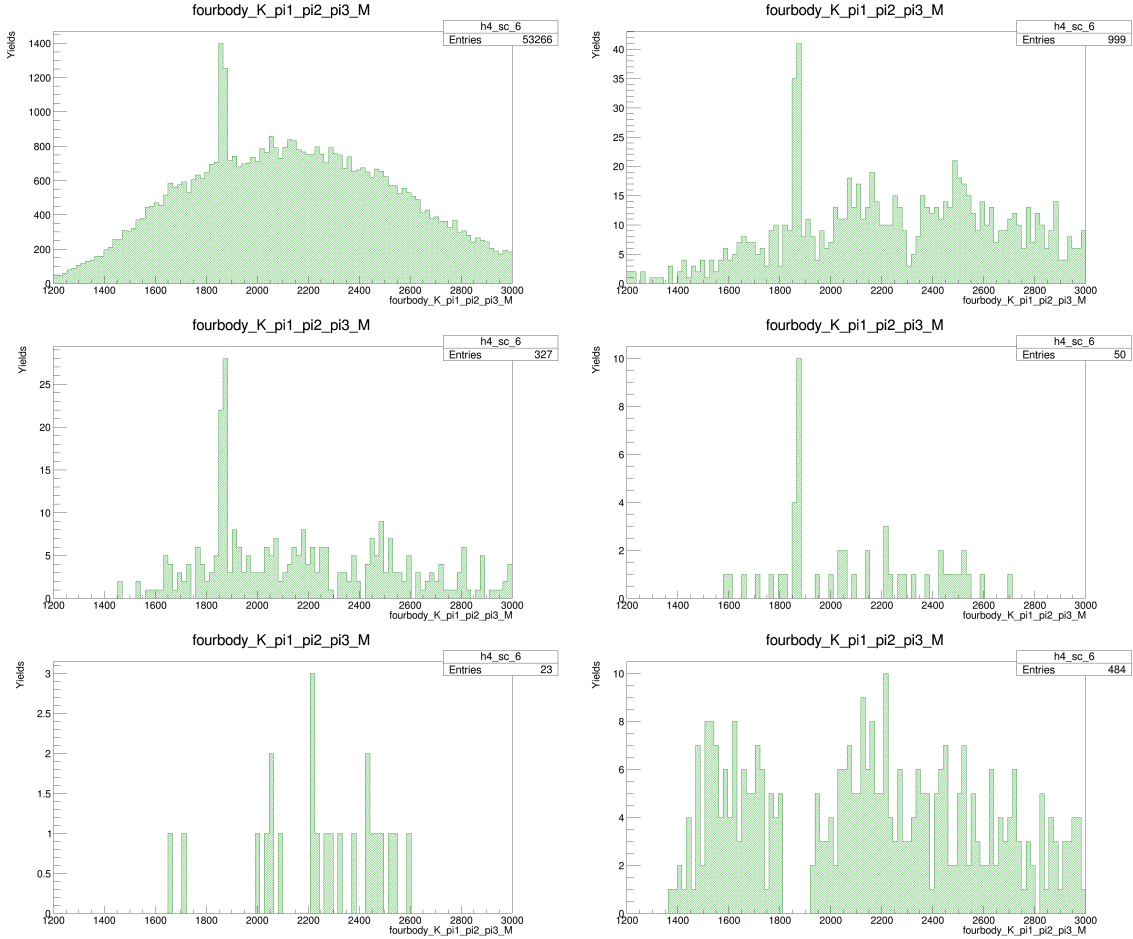 fourbody_K_pi1_pi2_pi3_M
h4_sc_6
Entries 53266
Yields
1400
1200
1000
800
600
400
200
0
1200 1400 1600 1800 2000 2200 2400 2600 2800 3000
fourbody_K_pi1_pi2_pi3_M
fourbody_K_pi1_pi2_pi3_M
h4_sc_6
Entries 999
Yields
40
35
30
25
20
15
10
5
0
1200 1400 1600 1800 2000 2200 2400 2600 2800 3000
fourbody_K_pi1_pi2_pi3_M
fourbody_K_pi1_pi2_pi3_M
h4_sc_6
Entries 327
Yields
25
20
15
10
5
0
1200 1400 1600 1800 2000 2200 2400 2600 2800 3000
fourbody_K_pi1_pi2_pi3_M
fourbody_K_pi1_pi2_pi3_M
h4_sc_6
Entries 50
Yields
10
8
6
4
2
0
1200 1400 1600 1800 2000 2200 2400 2600 2800 3000
fourbody_K_pi1_pi2_pi3_M
fourbody_K_pi1_pi2_pi3_M
h4_sc_6
Entries 23
Yields
3
2.5
2
1.5
1
0.5
0
1200 1400 1600 1800 2000 2200 2400 2600 2800 3000
fourbody_K_pi1_pi2_pi3_M
fourbody_K_pi1_pi2_pi3_M
h4_sc_6
Entries 484
Yields
10
8
6
4
2
0
1200 1400 1600 1800 2000 2200 2400 2600 2800 3000
fourbody_K_pi1_pi2_pi3_M